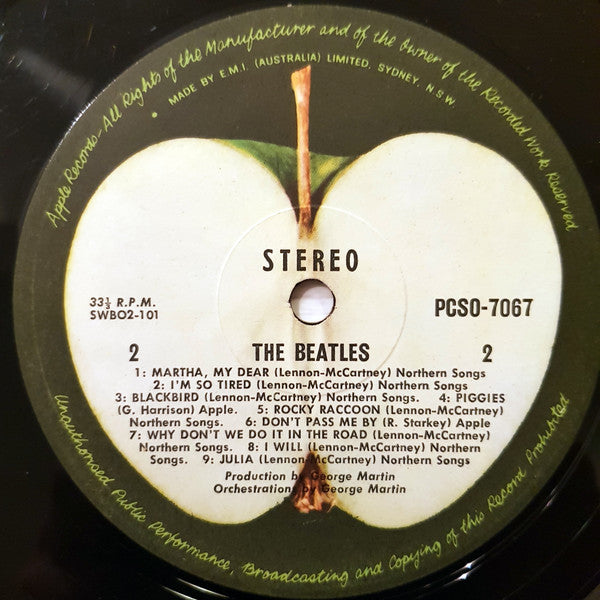 Apple Records-All Rights of the Manufacturer and of the Owner of the Recorded Work Reserved
MADE BY E.M.I. (AUSTRALIA) LIMITED, SYDNEY, N S W
STEREO
33⅓ R.P.M.
SWBO2-101
PCSO-7067
2 THE BEATLES 2
1: MARTHA, MY DEAR (Lennon-McCartney) Northern Songs
2: I'M SO TIRED (Lennon-McCartney) Northern Songs
3: BLACKBIRD (Lennon-McCartney) Northern Songs. 4: PIGGIES
(G. Harrison) Apple. 5: ROCKY RACCOON (Lennon-McCartney)
Northern Songs. 6: DON'T PASS ME BY (R. Starkey) Apple
7: WHY DON'T WE DO IT IN THE ROAD (Lennon-McCartney)
Northern Songs. 8: I WILL (Lennon-McCartney) Northern
Songs. 9: JULIA (Lennon-McCartney) Northern Songs
Production by George Martin
Orchestrations by George Martin
Unauthorised Public Performance, Broadcasting and Copying of this Record Prohibited